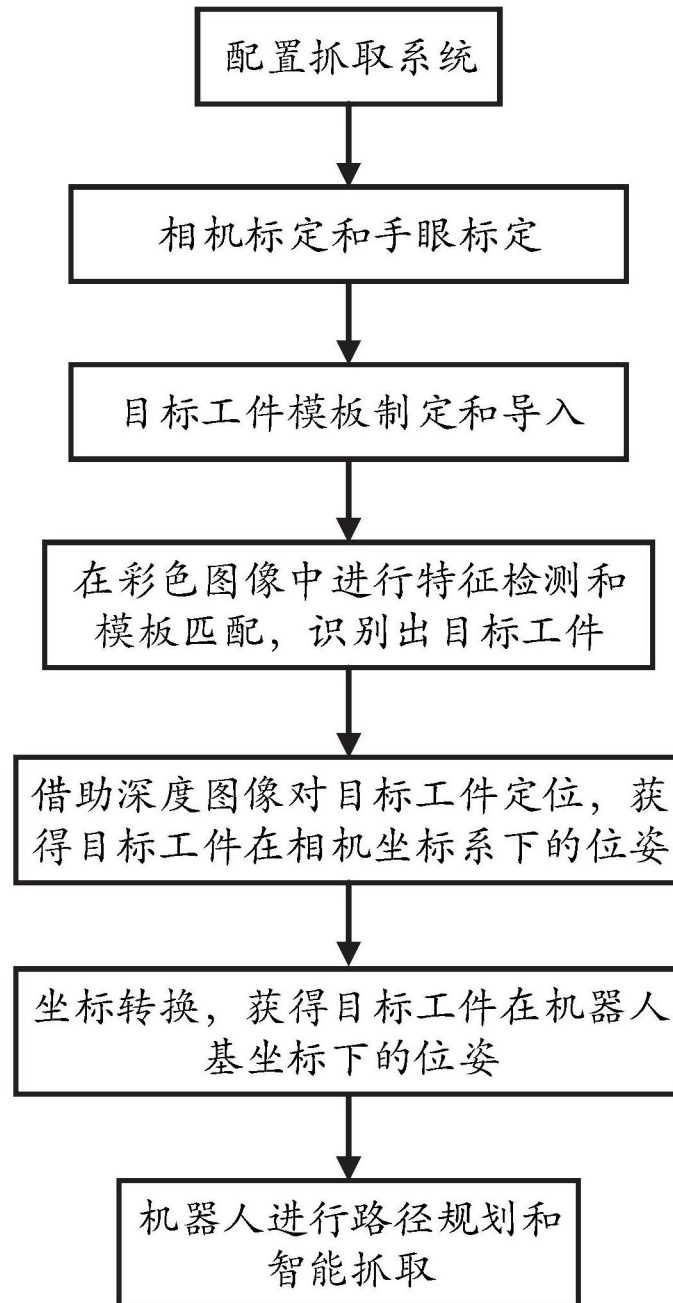 配置抓取系统
相机标定和手眼标定
目标工件模板制定和导入
在彩色图像中进行特征检测和
模板匹配，识别出目标工件
借助深度图像对目标工件定位，获
得目标工件在相机坐标系下的位姿
坐标转换，获得目标工件在机器人
基坐标下的位姿
机器人进行路径规划和
智能抓取